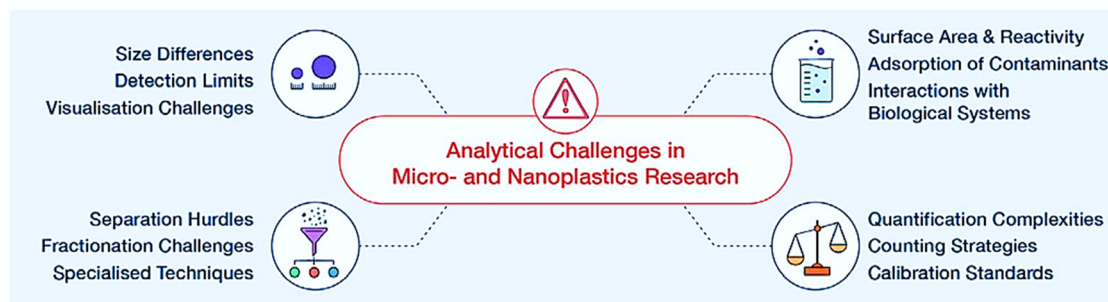 Size Differences
Detection Limits
Visualisation Challenges
Surface Area & Reactivity
Adsorption of Contaminants
Interactions with
Biological Systems
Analytical Challenges in
Micro- and Nanoplastics Research
Separation Hurdles
Fractionation Challenges
Specialised Techniques
Quantification Complexities
Counting Strategies
Calibration Standards